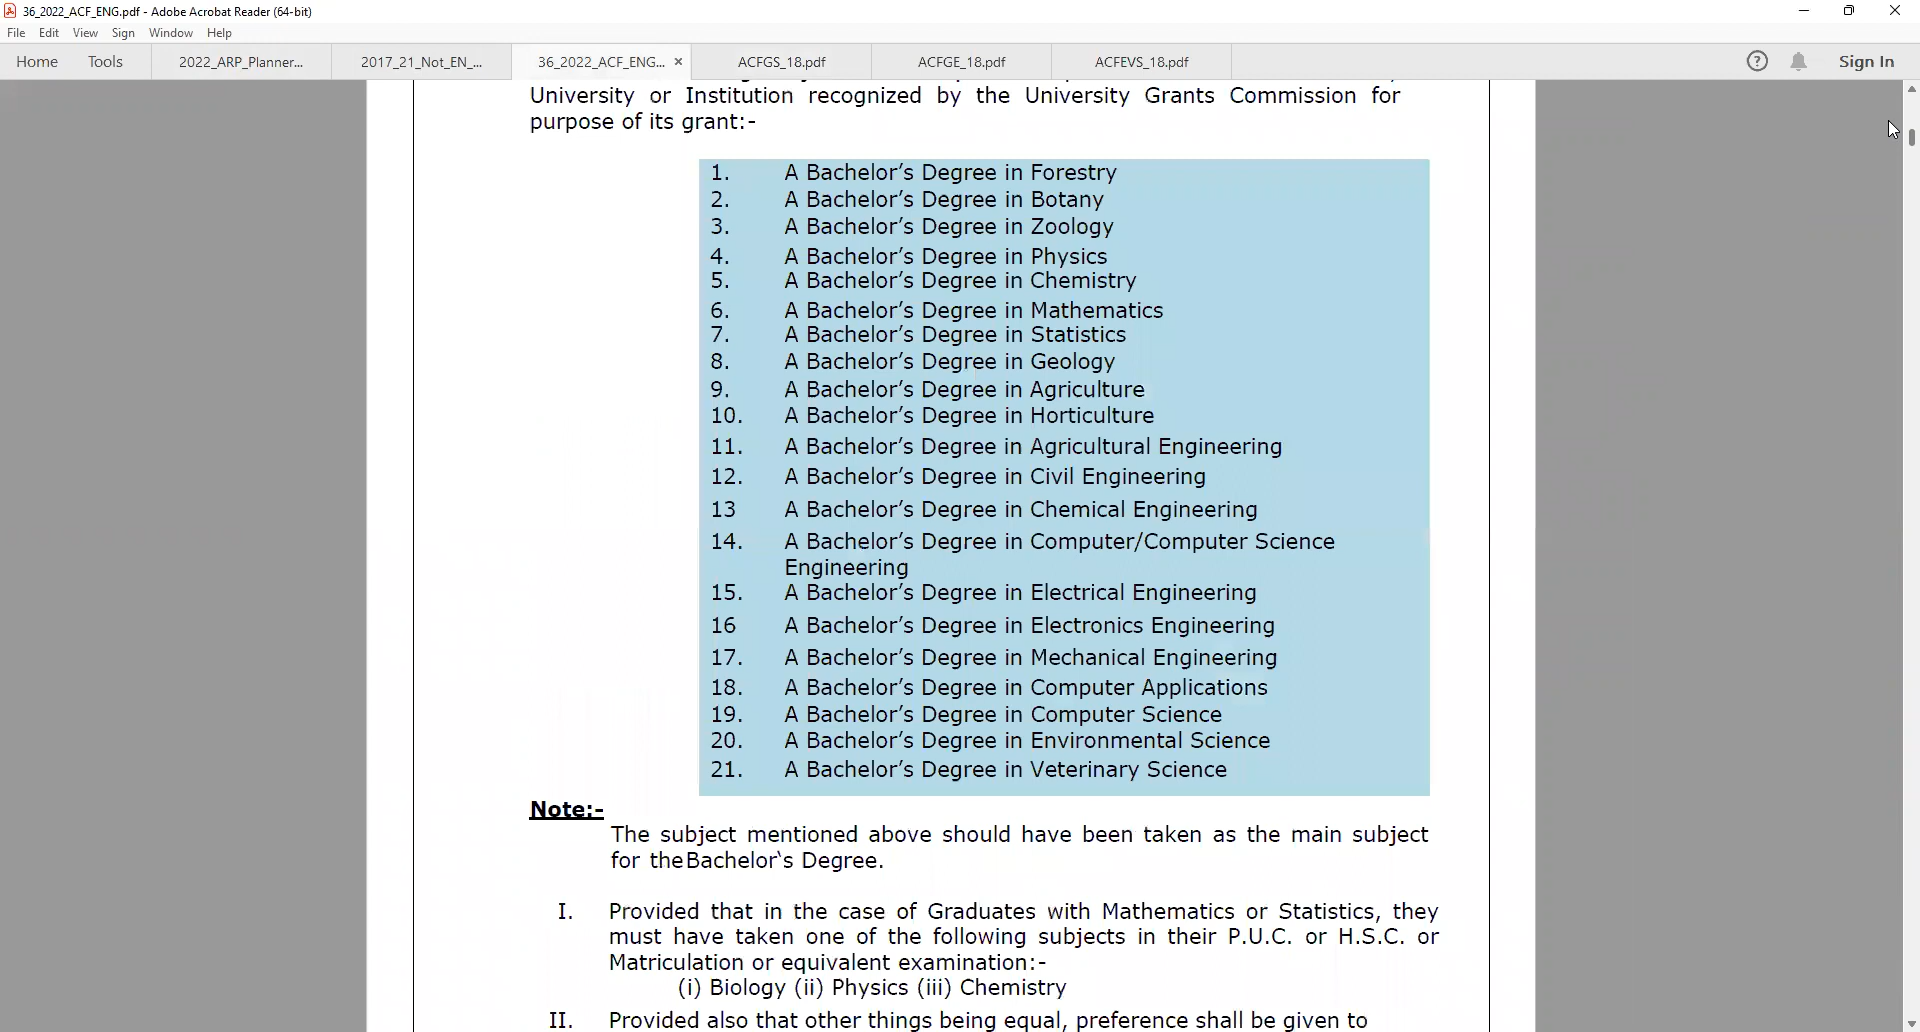 36_2022_ACF_ENG.pdf - Adobe Acrobat Reader (64-bit)
File Edit View Sign Window Help
Home Tools 2022_ARP_Planner... 2017_21_Not_EN_... 36_2022_ACF_ENG... × ACFGS_18.pdf ACFGE_18.pdf ACFEVS_18.pdf ? Sign In
University or Institution recognized by the University Grants Commission for
purpose of its grant:-
1. A Bachelor’s Degree in Forestry
2. A Bachelor’s Degree in Botany
3. A Bachelor’s Degree in Zoology
4. A Bachelor’s Degree in Physics
5. A Bachelor’s Degree in Chemistry
6. A Bachelor’s Degree in Mathematics
7. A Bachelor’s Degree in Statistics
8. A Bachelor’s Degree in Geology
9. A Bachelor’s Degree in Agriculture
10. A Bachelor’s Degree in Horticulture
11. A Bachelor’s Degree in Agricultural Engineering
12. A Bachelor’s Degree in Civil Engineering
13 A Bachelor’s Degree in Chemical Engineering
14. A Bachelor’s Degree in Computer/Computer Science
Engineering
15. A Bachelor’s Degree in Electrical Engineering
16 A Bachelor’s Degree in Electronics Engineering
17. A Bachelor’s Degree in Mechanical Engineering
18. A Bachelor’s Degree in Computer Applications
19. A Bachelor’s Degree in Computer Science
20. A Bachelor’s Degree in Environmental Science
21. A Bachelor’s Degree in Veterinary Science
Note:-
The subject mentioned above should have been taken as the main subject
for theBachelor‛s Degree.
I. Provided that in the case of Graduates with Mathematics or Statistics, they
must have taken one of the following subjects in their P.U.C. or H.S.C. or
Matriculation or equivalent examination:-
(i) Biology (ii) Physics (iii) Chemistry
II. Provided also that other things being equal, preference shall be given to